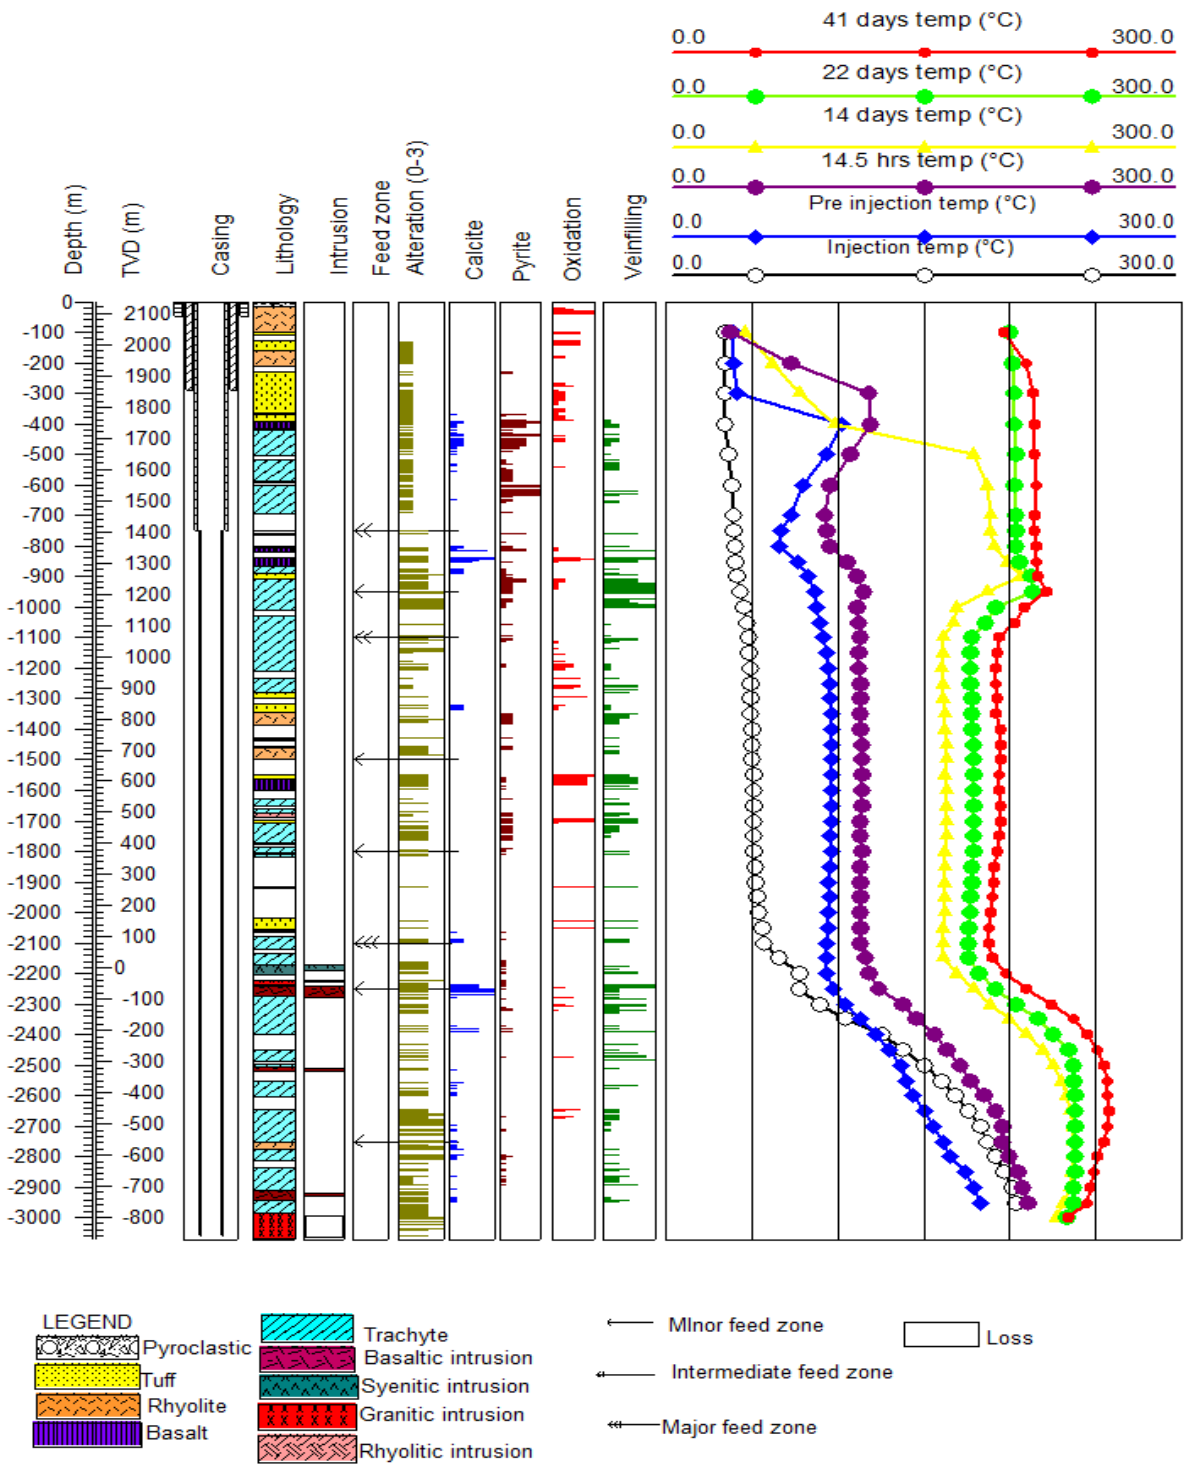 41 days temp (°C)
0.0 300.0
22 days temp (°C)
0.0 300.0
14 days temp (°C)
0.0 300.0
14.5 hrs temp (°C)
0.0 300.0
Pre injection temp (°C)
0.0 300.0
Injection temp (°C)
0.0 300.0
Depth (m)
TVD (m)
Casing
Lithology
Intrusion
Feed zone
Alteration (0-3)
Calcite
Pyrite
Oxidation
Veinfilling
0
2100
-100
2000
-200
1900
-300
1800
-400
1700
-500
1600
-600
1500
-700
1400
-800
1300
-900
1200
-1000
1100
-1100
1000
-1200
900
-1300
800
-1400
700
-1500
600
-1600
500
-1700
400
-1800
300
-1900
200
-2000
100
-2100
0
-2200
-100
-2300
-200
-2400
-300
-2500
-400
-2600
-500
-2700
-600
-2800
-700
-2900
-800
-3000
LEGEND
Pyroclastic
Tuff
Rhyolite
Basalt
Trachyte
Basaltic intrusion
Syenitic intrusion
Granitic intrusion
Rhyolitic intrusion
MInor feed zone
Intermediate feed zone
Major feed zone
Loss